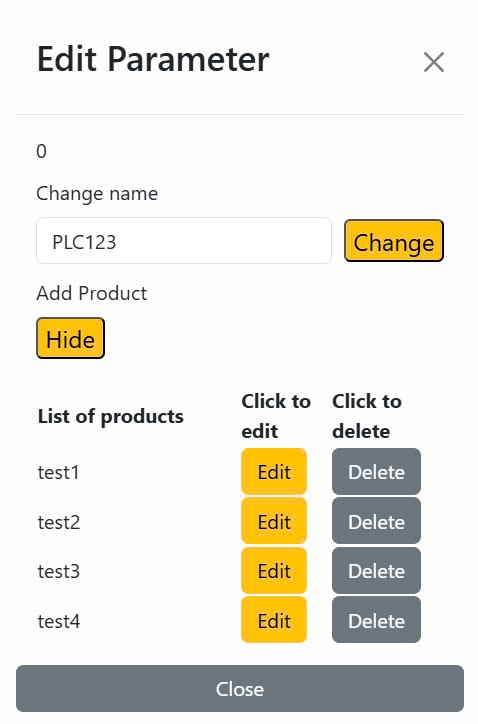 Edit Parameter
0
Change name
PLC123 Change
Add Product
Hide
List of products Click to edit Click to delete
test1 Edit Delete
test2 Edit Delete
test3 Edit Delete
test4 Edit Delete
Close